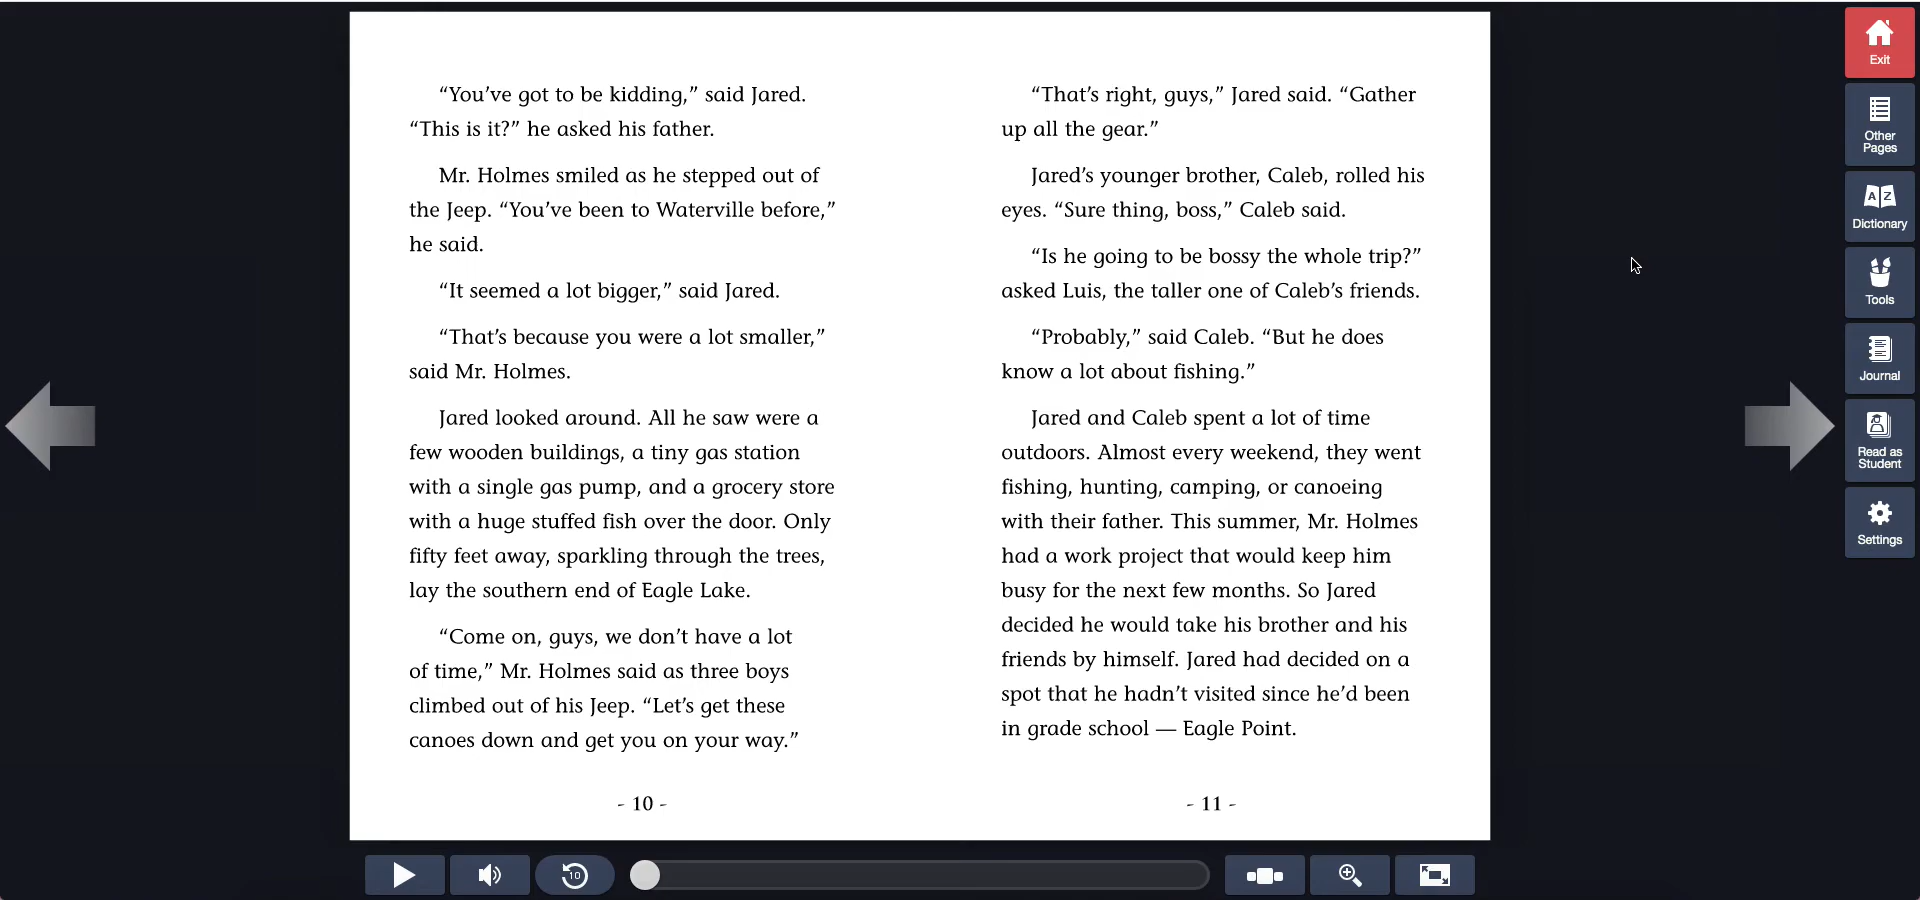 “You’ve got to be kidding,” said Jared.
“This is it?” he asked his father.
Mr. Holmes smiled as he stepped out of
the Jeep. “You’ve been to Waterville before,”
he said.
“It seemed a lot bigger,” said Jared.
“That’s because you were a lot smaller,”
said Mr. Holmes.
Jared looked around. All he saw were a
few wooden buildings, a tiny gas station
with a single gas pump, and a grocery store
with a huge stuffed fish over the door. Only
fifty feet away, sparkling through the trees,
lay the southern end of Eagle Lake.
“Come on, guys, we don’t have a lot
of time,” Mr. Holmes said as three boys
climbed out of his Jeep. “Let’s get these
canoes down and get you on your way.”
- 10 -
“That’s right, guys,” Jared said. “Gather
up all the gear.”
Jared’s younger brother, Caleb, rolled his
eyes. “Sure thing, boss,” Caleb said.
“Is he going to be bossy the whole trip?”
asked Luis, the taller one of Caleb’s friends.
“Probably,” said Caleb. “But he does
know a lot about fishing.”
Jared and Caleb spent a lot of time
outdoors. Almost every weekend, they went
fishing, hunting, camping, or canoeing
with their father. This summer, Mr. Holmes
had a work project that would keep him
busy for the next few months. So Jared
decided he would take his brother and his
friends by himself. Jared had decided on a
spot that he hadn’t visited since he’d been
in grade school — Eagle Point.
- 11 -
Exit
Other
Pages
A Z
Dictionary
Tools
Journal
Read as
Student
Settings
10